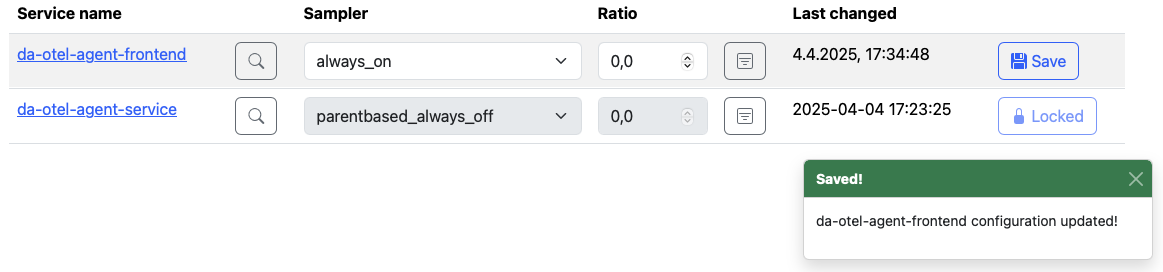 Service name Sampler Ratio Last changed
da-otel-agent-frontend always_on 0,0 4.4.2025, 17:34:48 Save
da-otel-agent-service parentbased_always_off 0,0 2025-04-04 17:23:25 Locked
Saved!
da-otel-agent-frontend configuration updated!